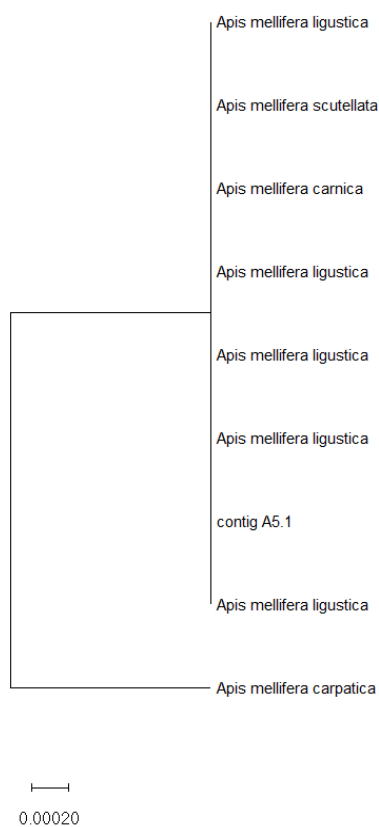 Apis mellifera ligustica
Apis mellifera scutellata
Apis mellifera carnica
Apis mellifera ligustica
Apis mellifera ligustica
Apis mellifera ligustica
contig A5.1
Apis mellifera ligustica
Apis mellifera carpatica
0.00020